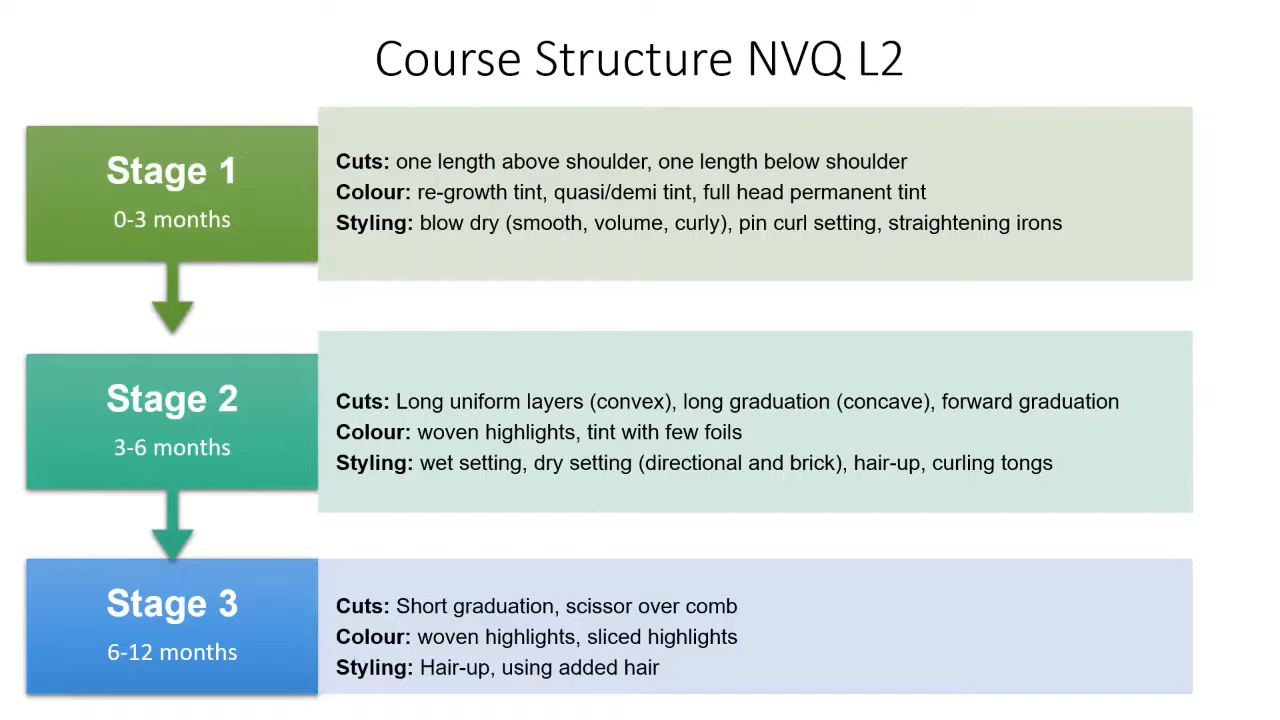 Course Structure NVQ L2
Stage 1
0-3 months
Cuts: one length above shoulder, one length below shoulder
Colour: re-growth tint, quasi/demi tint, full head permanent tint
Styling: blow dry (smooth, volume, curly), pin curl setting, straightening irons
Stage 2
3-6 months
Cuts: Long uniform layers (convex), long graduation (concave), forward graduation
Colour: woven highlights, tint with few foils
Styling: wet setting, dry setting (directional and brick), hair-up, curling tongs
Stage 3
6-12 months
Cuts: Short graduation, scissor over comb
Colour: woven highlights, sliced highlights
Styling: Hair-up, using added hair